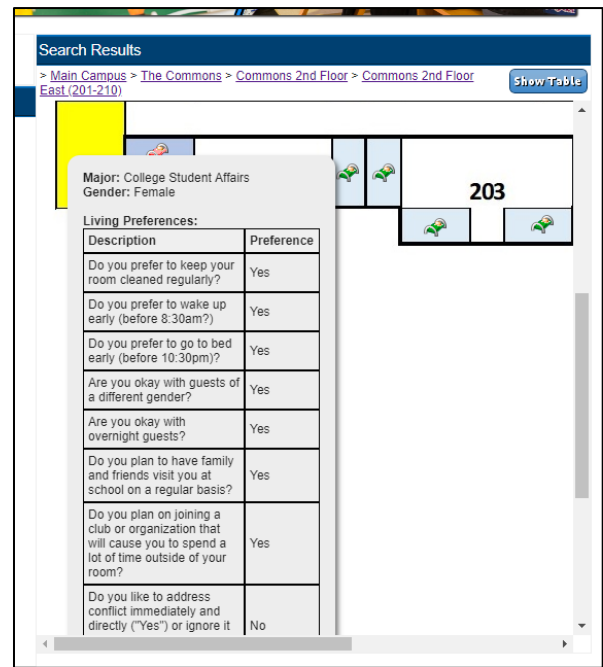 Search Results
> Main Campus > The Commons > Commons 2nd Floor > Commons 2nd Floor
East (201-210)
Show Table
203
Major: College Student Affairs
Gender: Female
Living Preferences:
Description Preference
Do you prefer to keep your
room cleaned regularly? Yes
Do you prefer to wake up
early (before 8:30am?) Yes
Do you prefer to go to bed
early (before 10:30pm)? Yes
Are you okay with guests of
a different gender? Yes
Are you okay with
overnight guests? Yes
Do you plan to have family
and friends visit you at
school on a regular basis? Yes
Do you plan on joining a
club or organization that
will cause you to spend a
lot of time outside of your
room? Yes
Do you like to address
conflict immediately and
directly ("Yes") or ignore it No